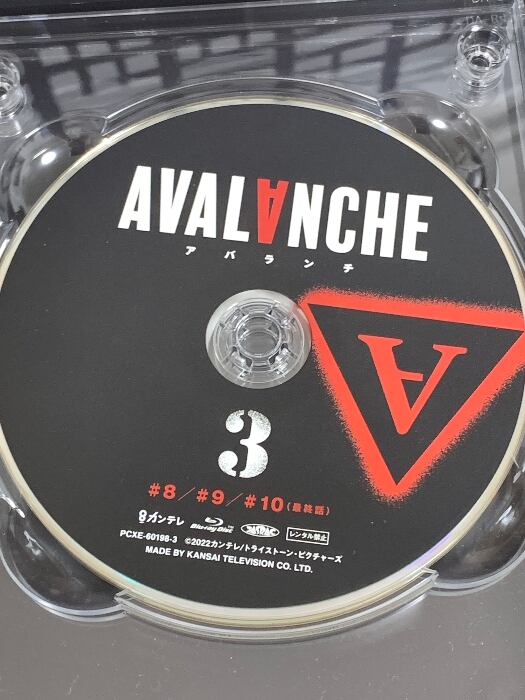 AVALANCHE
アバランチ
A
3
#8/#9/#10(最終話)
カンテレ Blu-ray Disc JASRAC レンタル禁止
PCXE-60198-3 ©2022カンテレ/トライストーン・ピクチャーズ
MADE BY KANSAI TELEVISION CO. LTD.